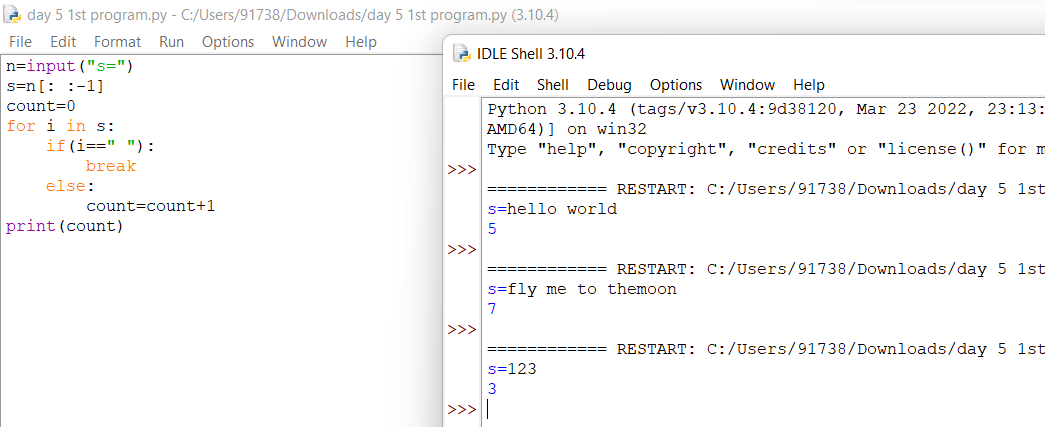 day 5 1st program.py - C:/Users/91738/Downloads/day 5 1st program.py (3.10.4)
File Edit Format Run Options Window Help
n=input("s=")
s=n[: :-1]
count=0
for i in s:
    if(i==" "):
        break
    else:
        count=count+1
print(count)
IDLE Shell 3.10.4
File Edit Shell Debug Options Window Help
Python 3.10.4 (tags/v3.10.4:9d38120, Mar 23 2022, 23:13:
AMD64)] on win32
Type "help", "copyright", "credits" or "license()" for m
>>>
============ RESTART: C:/Users/91738/Downloads/day 5 1st
s=hello world
5
>>>
============ RESTART: C:/Users/91738/Downloads/day 5 1st
s=fly me to themoon
7
>>>
============ RESTART: C:/Users/91738/Downloads/day 5 1st
s=123
3
>>>